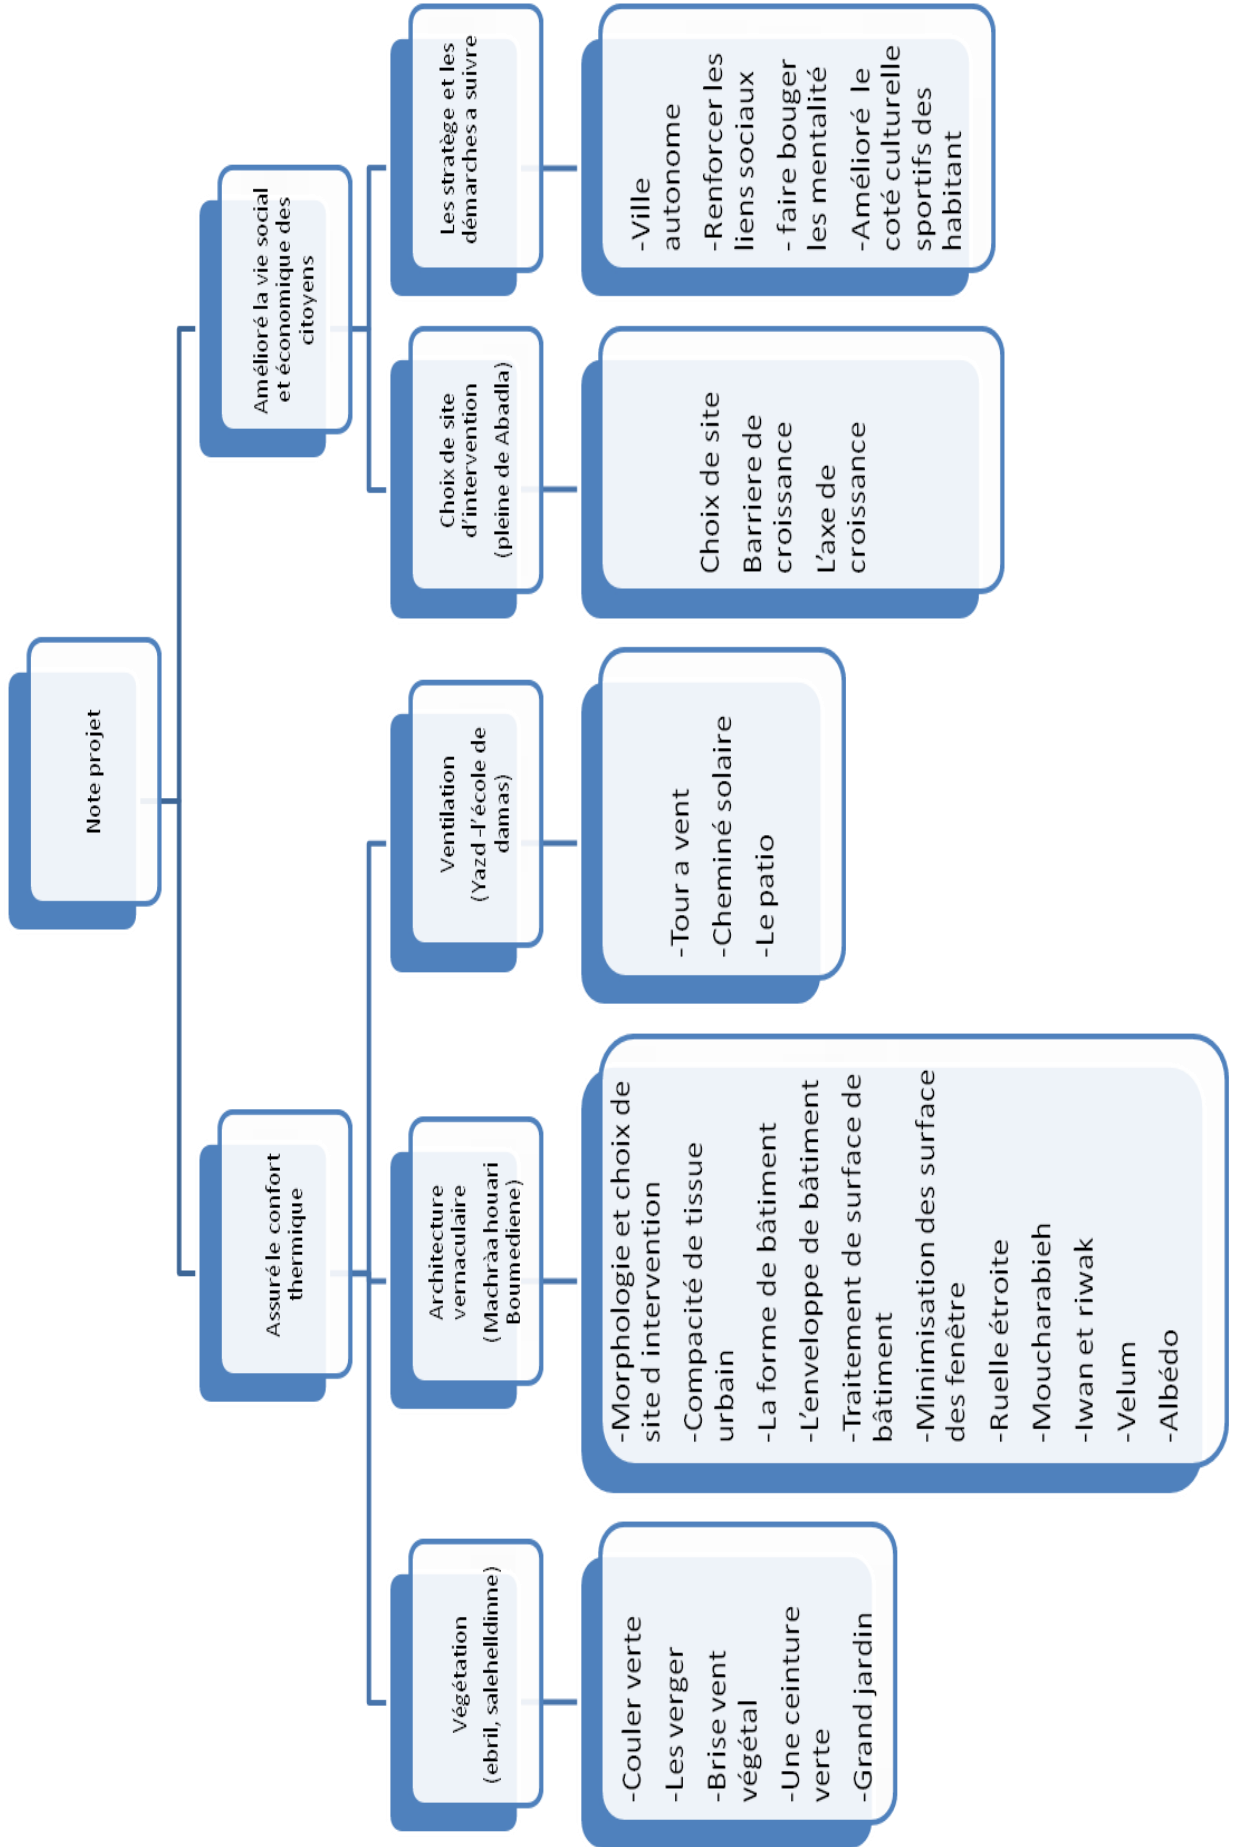 Note projet
Assuré le confort
thermique
Amélioré la vie social
et économique des
citoyens
Végétation
(ebril, salehelldinne)
Architecture
vernaculaire
(Machràa houari
Boumediene)
Ventilation
(Yazd -l'école de
damas)
Choix de site
d'intervention
(pleine de Abadla)
Les stratège et les
démarches a suivre
-Couler verte
-Les verger
-Brise vent
végétal
-Une ceinture
verte
-Grand jardin
-Morphologie et choix de
site d intervention
-Compacité de tissue
urbain
-La forme de bâtiment
-L'enveloppe de bâtiment
-Traitement de surface de
bâtiment
-Minimisation des surface
des fenêtre
-Ruelle étroite
-Moucharabieh
-Iwan et riwak
-Velum
-Albédo
-Tour a vent
-Cheminé solaire
-Le patio
Choix de site
Barriere de
croissance
L'axe de
croissance
-Ville
autonome
-Renforcer les
liens sociaux
- faire bouger
les mentalité
-Amélioré  le
coté culturelle
sportifs des
habitant